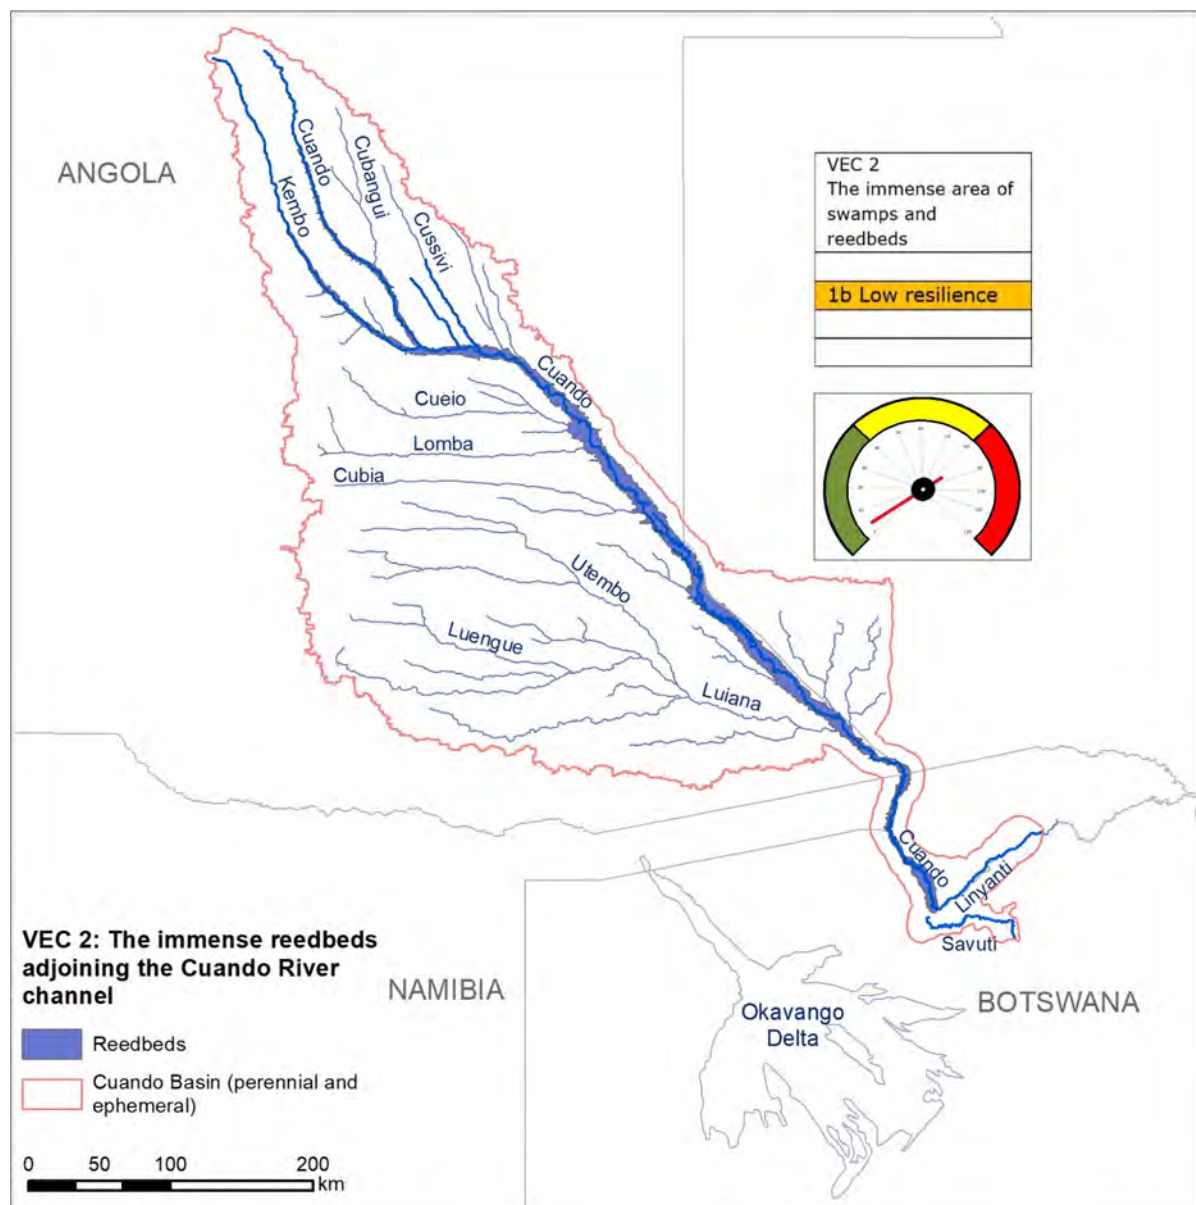 ANGOLA
Kembo
Cuando
Cubangui
Cussivi
VEC 2
The immense area of
swamps and
reedbeds
1b Low resilience
Cuando
Cueio
Lomba
Cubia
Utembo
Luengue
Luiana
Cuando
Linyanti
Savuti
NAMIBIA
BOTSWANA
Okavango
Delta
VEC 2: The immense reedbeds
adjoining the Cuando River
channel
Reedbeds
Cuando Basin (perennial and
ephemeral)
0 50 100 200
km